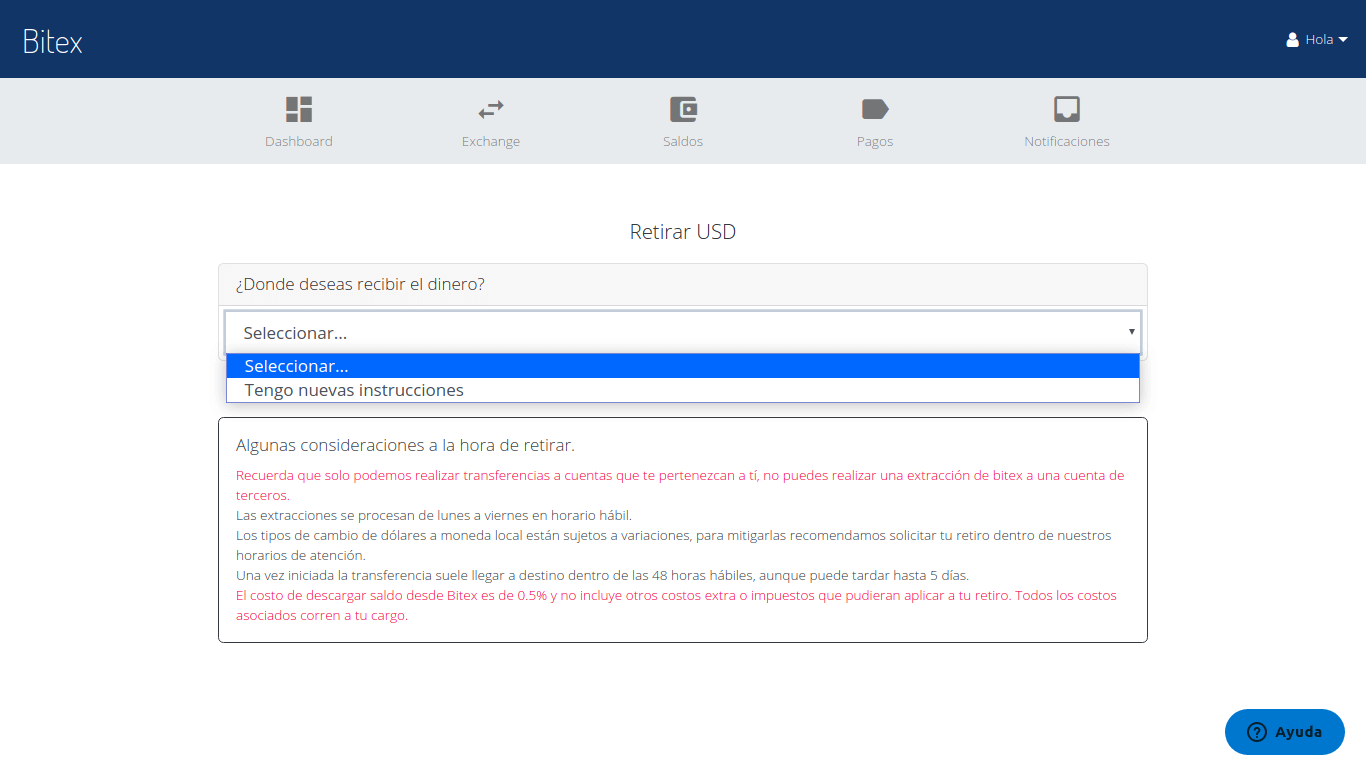 Bitex
Hola
Dashboard
Exchange
Saldos
Pagos
Notificaciones
Retirar USD
¿Donde deseas recibir el dinero?
Seleccionar...
Seleccionar...
Tengo nuevas instrucciones
Algunas consideraciones a la hora de retirar.
Recuerda que solo podemos realizar transferencias a cuentas que te pertenezcan a tí, no puedes realizar una extracción de bitex a una cuenta de
terceros.
Las extracciones se procesan de lunes a viernes en horario hábil.
Los tipos de cambio de dólares a moneda local están sujetos a variaciones, para mitigarlas recomendamos solicitar tu retiro dentro de nuestros
horarios de atención.
Una vez iniciada la transferencia suele llegar a destino dentro de las 48 horas hábiles, aunque puede tardar hasta 5 días.
El costo de descargar saldo desde Bitex es de 0.5% y no incluye otros costos extra o impuestos que pudieran aplicar a tu retiro. Todos los costos
asociados corren a tu cargo.
Ayuda